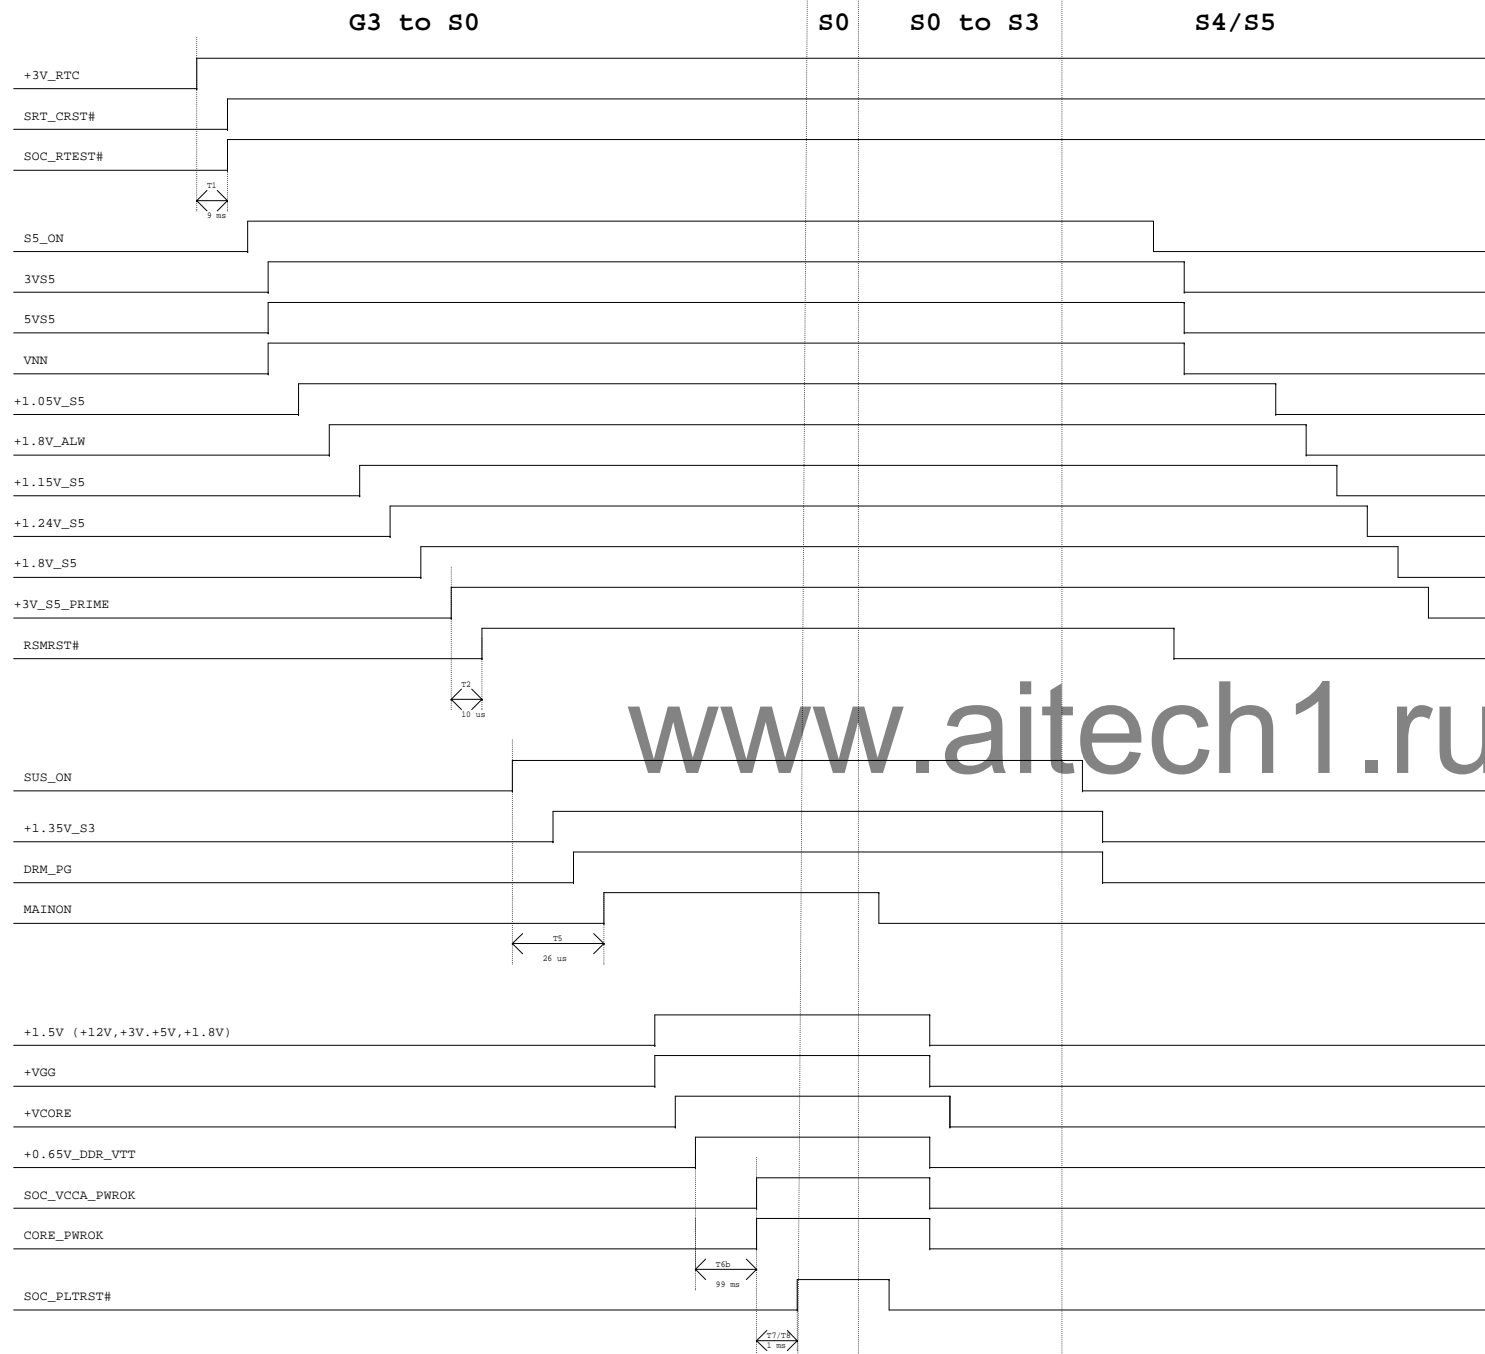 G3 to S0 S0 S0 to S3 S4/S5
+3V_RTC
SRT_CRST#
SOC_RTEST#
T1
9 ms
S5_ON
3VS5
5VS5
VNN
+1.05V_S5
+1.8V_ALW
+1.15V_S5
+1.24V_S5
+1.8V_S5
+3V_S5_PRIME
RSMRST#
T2
10 us
www.aitech1.ru
SUS_ON
+1.35V_S3
DRM_PG
MAINON
T5
26 us
+1.5V (+12V,+3V.+5V,+1.8V)
+VGG
+VCORE
+0.65V_DDR_VTT
SOC_VCCA_PWROK
CORE_PWROK
T6b
99 ms
SOC_PLTRST#
T7/T8
1 ms